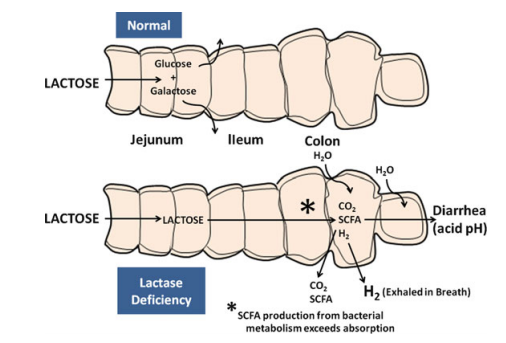 Normal
LACTOSE
Glucose
+
Galactose
Jejunum
Ileum
Colon
H₂O
H₂O
LACTOSE
LACTOSE
*
CO₂
SCFA
H₂
Diarrhea
(acid pH)
CO₂
SCFA
H₂ (Exhaled in Breath)
Lactase
Deficiency
* SCFA production from bacterial
metabolism exceeds absorption